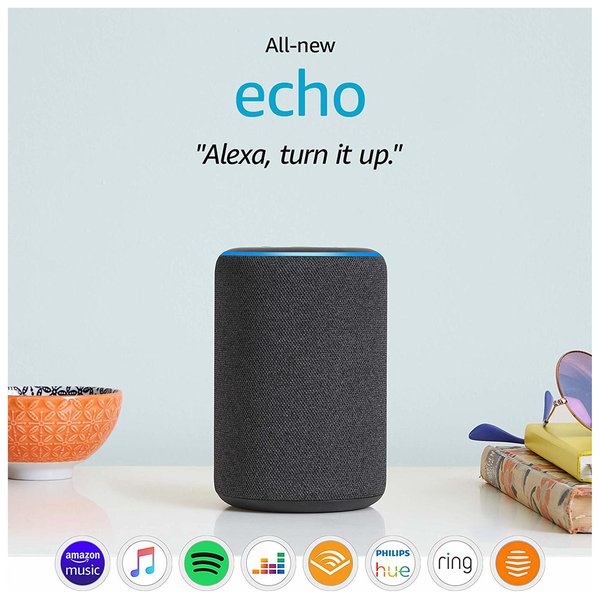 All-new
echo
"Alexa, turn it up."
amazon
music
PHILIPS
hue
ring